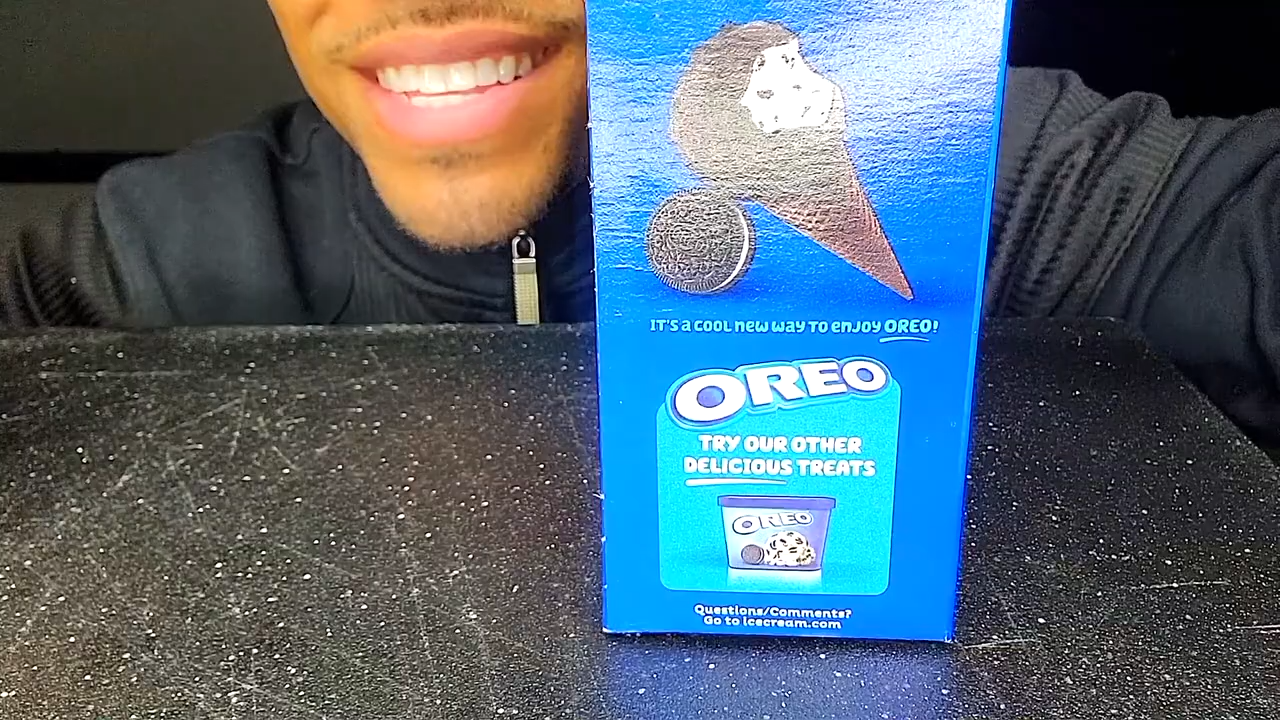 IT'S A COOL NEW WAY TO ENJOY OREO!
OREO
TRY OUR OTHER
DELICIOUS TREATS
OREO
Questions/Comments?
Go to icecream.com